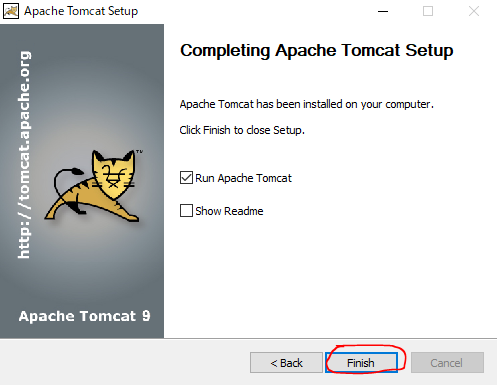 Apache Tomcat Setup
http://tomcat.apache.org
TM
Apache Tomcat 9
Completing Apache Tomcat Setup
Apache Tomcat has been installed on your computer.
Click Finish to close Setup.
Run Apache Tomcat
Show Readme
< Back
Finish
Cancel